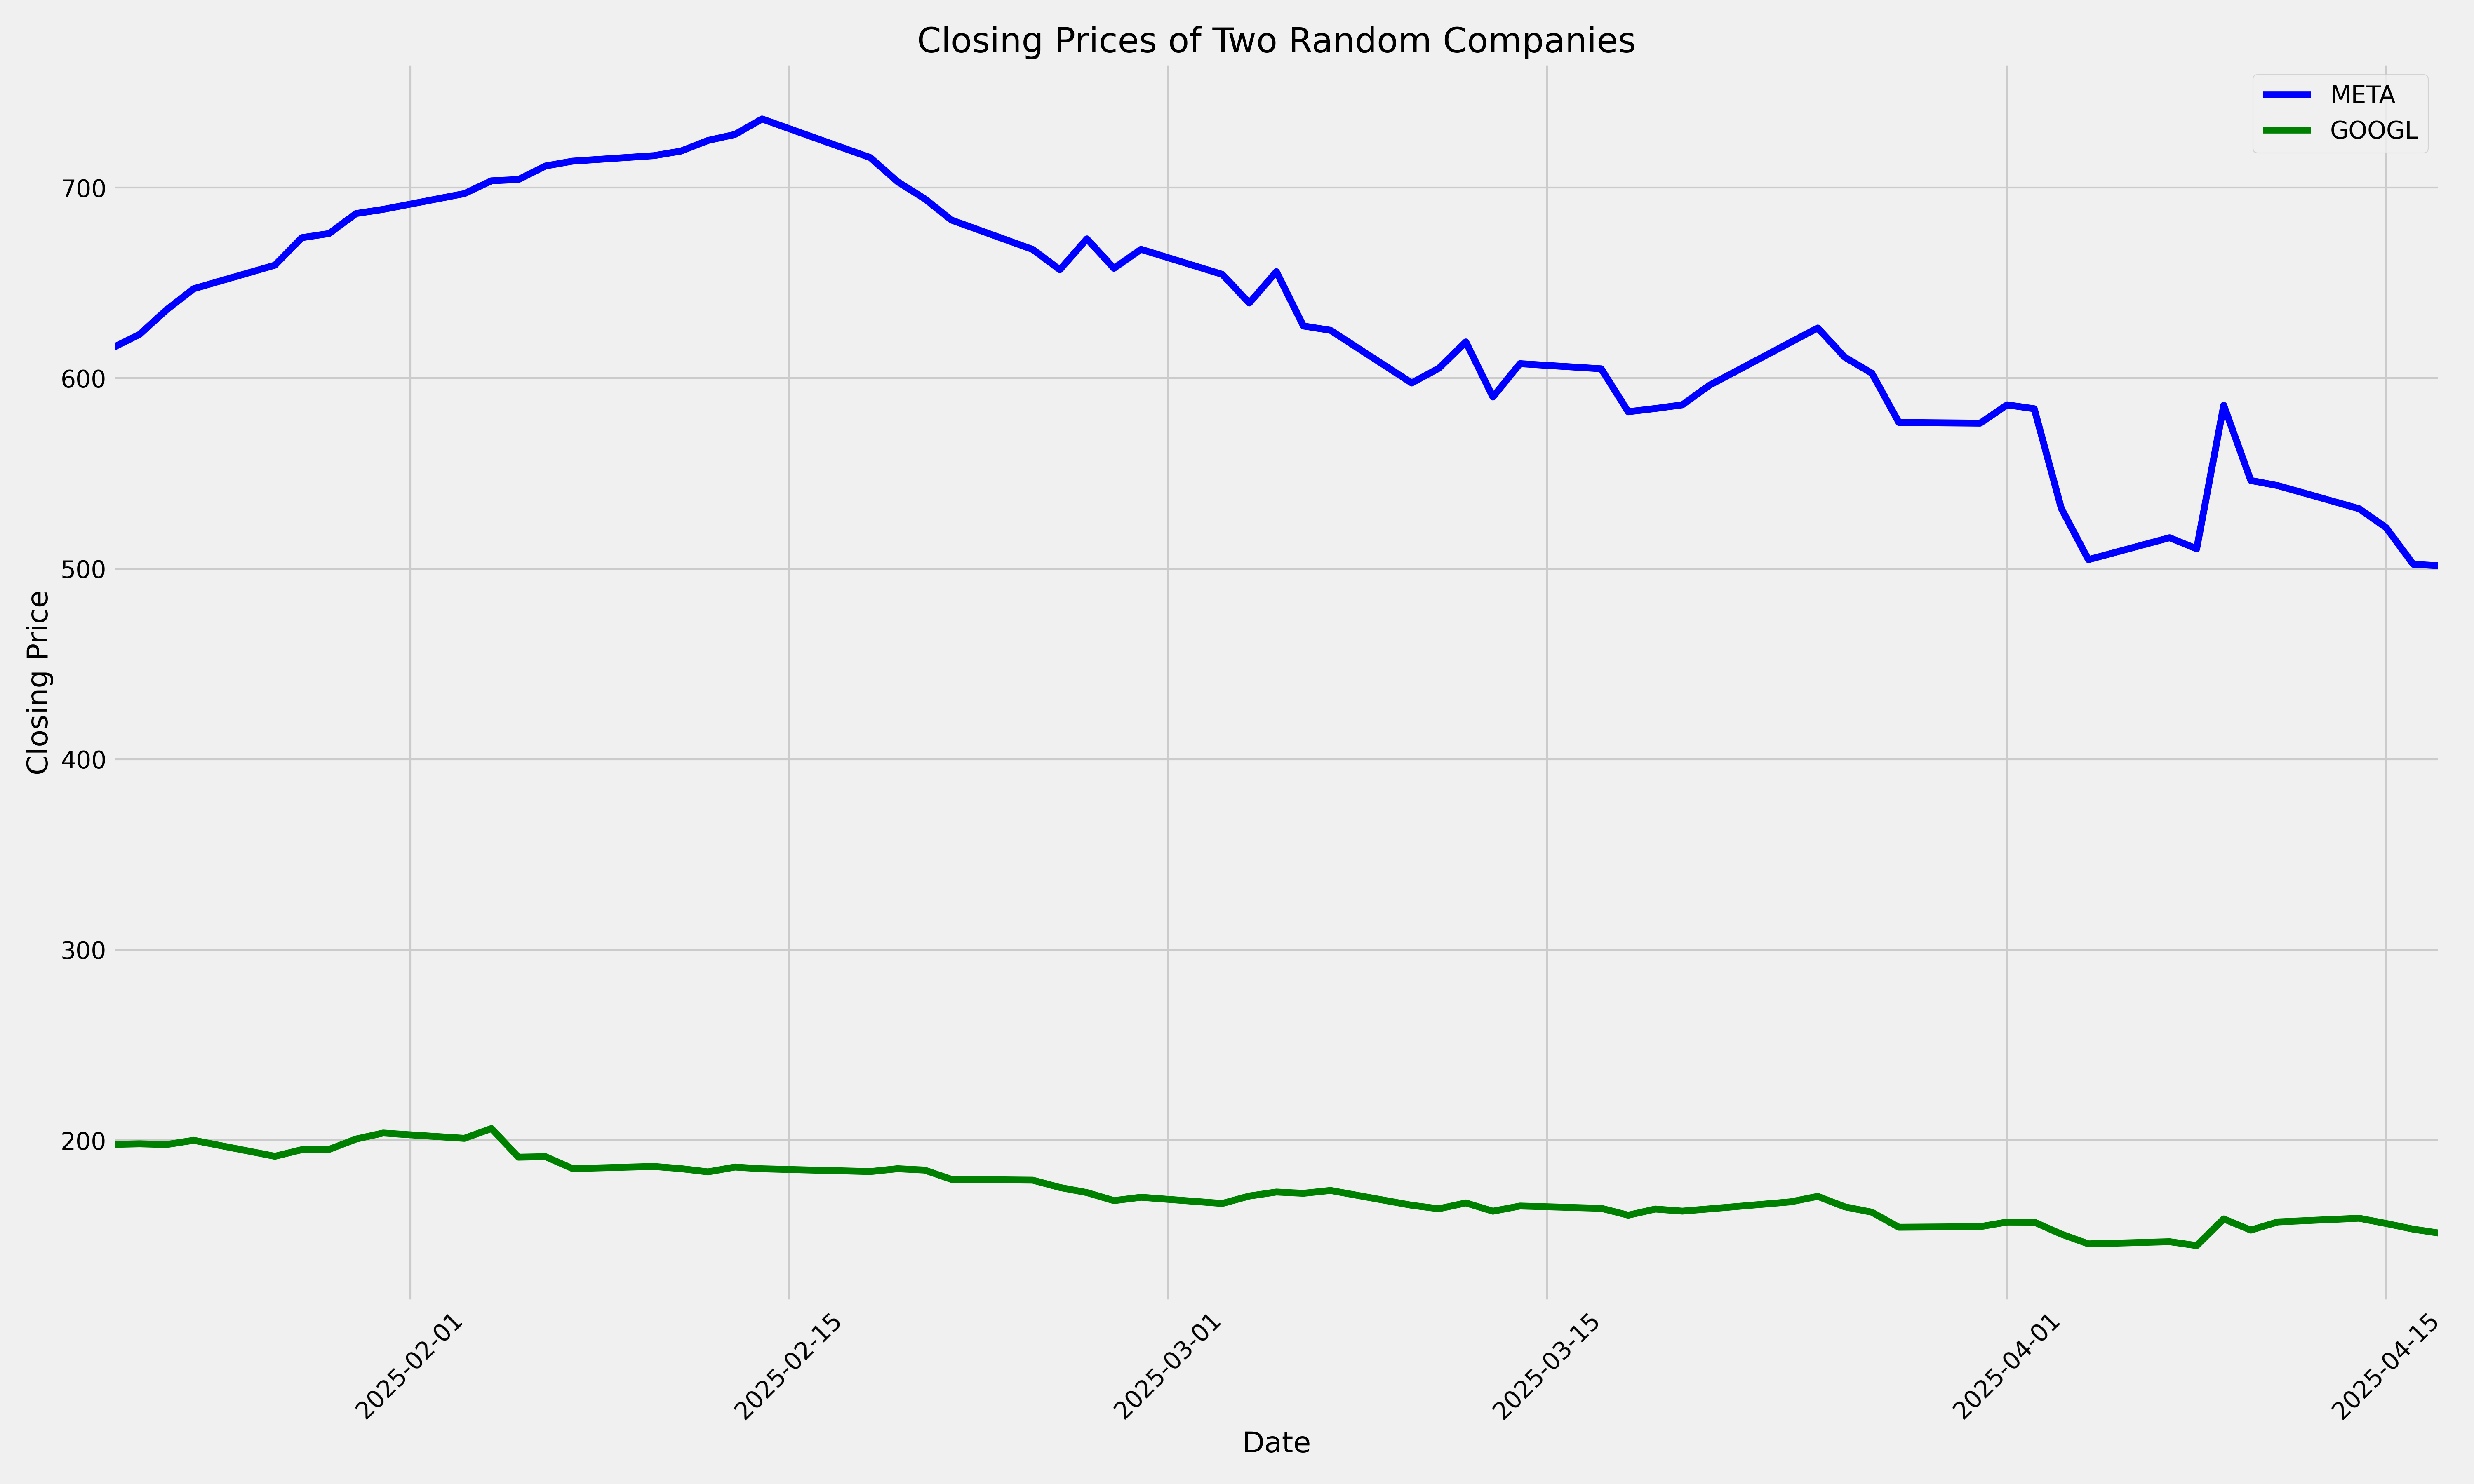 Closing Prices of Two Random Companies
META
GOOGL
Closing Price
700
600
500
400
300
200
2025-02-01
2025-02-15
2025-03-01
2025-03-15
2025-04-01
2025-04-15
Date